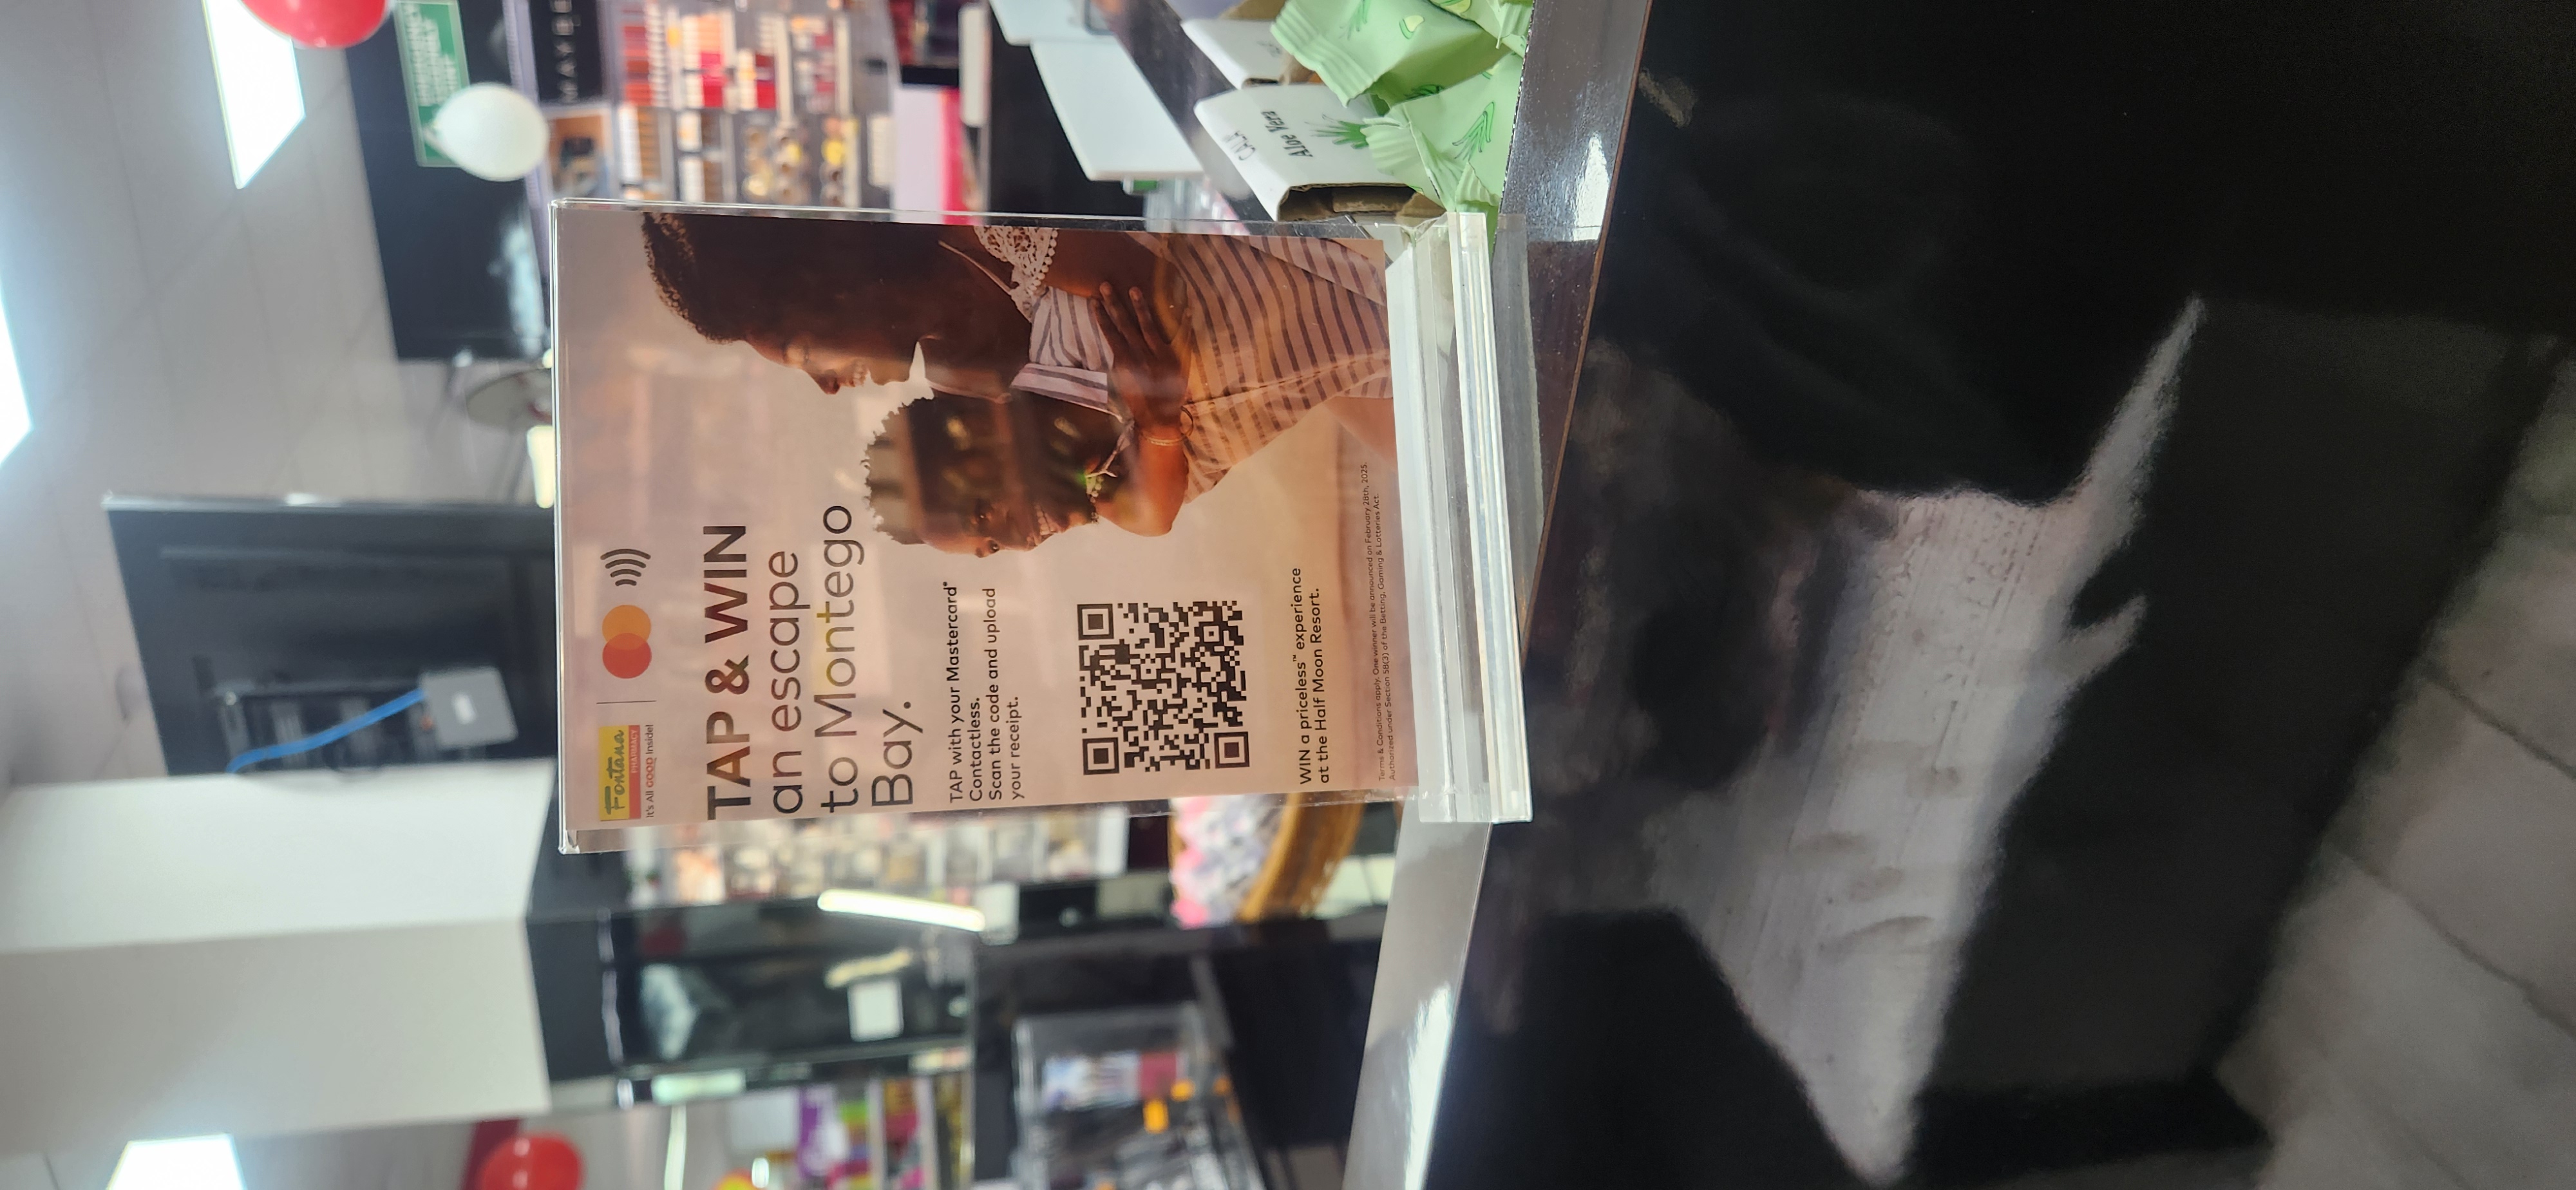 Fontana
PHARMACY
It's All GOOD Inside!
TAP & WIN
an escape
to Montego
Bay.
TAP with your Mastercard®
Contactless.
Scan the code and upload
your receipt.
WIN a priceless™ experience
at the Half Moon Resort.
Terms & Conditions apply. One winner will be announced on February 28th, 2025.
Authorised under Section 58(3) of the Betting, Gaming & Lotteries Act.
Aloe Vera
CALA
MAYBE